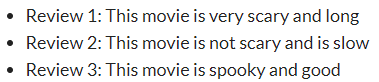 • Review 1: This movie is very scary and long
• Review 2: This movie is not scary and is slow
• Review 3: This movie is spooky and good